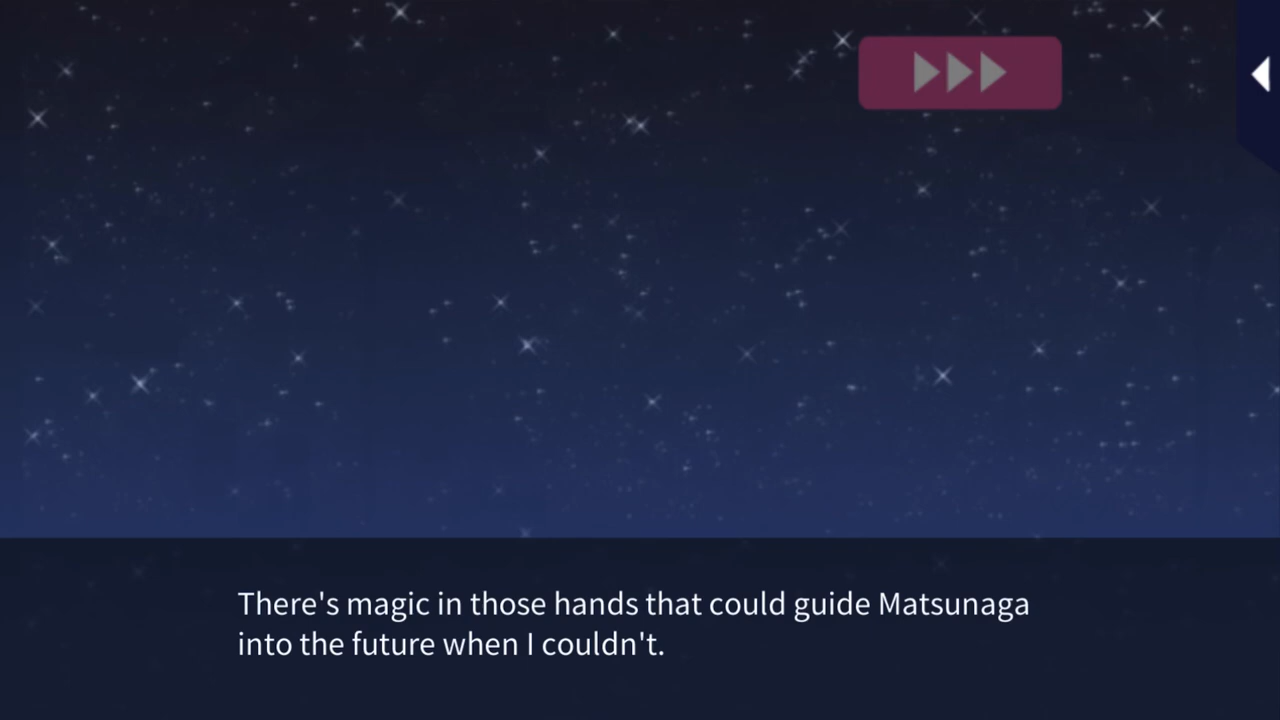 There's magic in those hands that could guide Matsunaga
into the future when I couldn't.